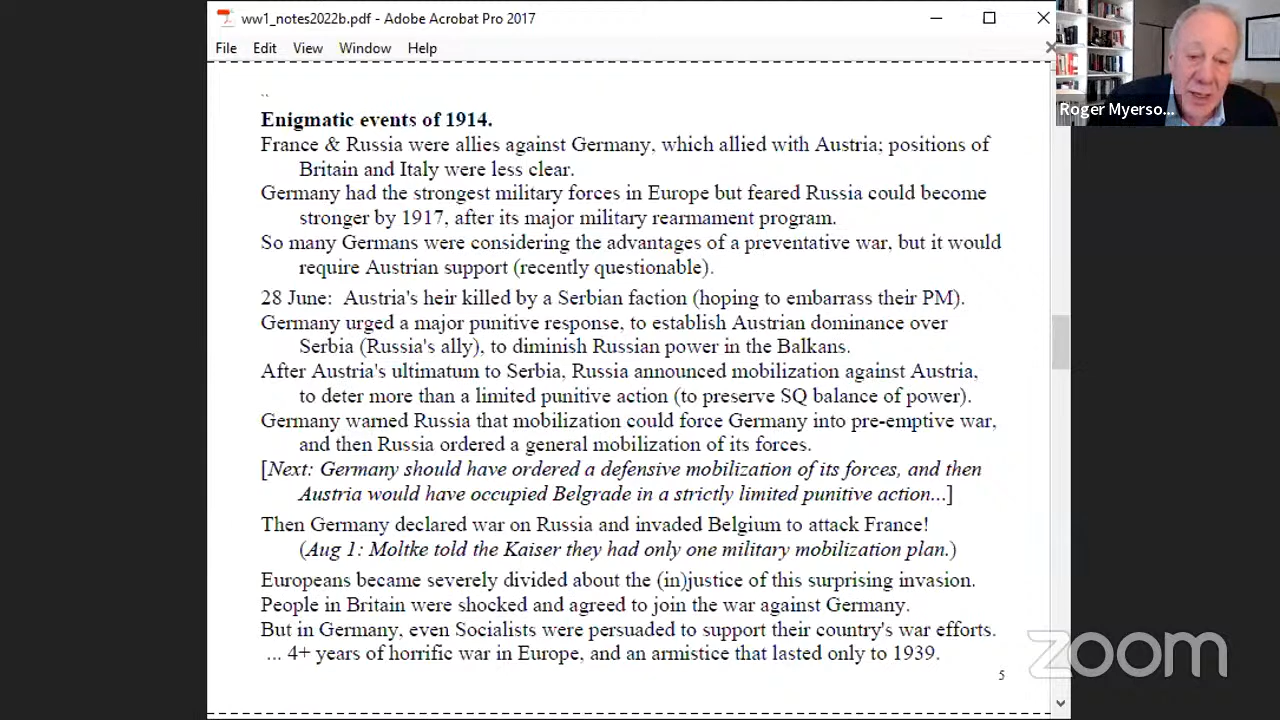 ww1_notes2022b.pdf - Adobe Acrobat Pro 2017
File Edit View Window Help
Roger Myerso...
Enigmatic events of 1914.
France & Russia were allies against Germany, which allied with Austria; positions of
Britain and Italy were less clear.
Germany had the strongest military forces in Europe but feared Russia could become
stronger by 1917, after its major military rearmament program.
So many Germans were considering the advantages of a preventative war, but it would
require Austrian support (recently questionable).
28 June: Austria's heir killed by a Serbian faction (hoping to embarrass their PM).
Germany urged a major punitive response, to establish Austrian dominance over
Serbia (Russia's ally), to diminish Russian power in the Balkans.
After Austria's ultimatum to Serbia, Russia announced mobilization against Austria,
to deter more than a limited punitive action (to preserve SQ balance of power).
Germany warned Russia that mobilization could force Germany into pre-emptive war,
and then Russia ordered a general mobilization of its forces.
[Next: Germany should have ordered a defensive mobilization of its forces, and then
Austria would have occupied Belgrade in a strictly limited punitive action...]
Then Germany declared war on Russia and invaded Belgium to attack France!
(Aug 1: Moltke told the Kaiser they had only one military mobilization plan.)
Europeans became severely divided about the (in)justice of this surprising invasion.
People in Britain were shocked and agreed to join the war against Germany.
But in Germany, even Socialists were persuaded to support their country's war efforts.
... 4+ years of horrific war in Europe, and an armistice that lasted only to 1939.
5
zoom